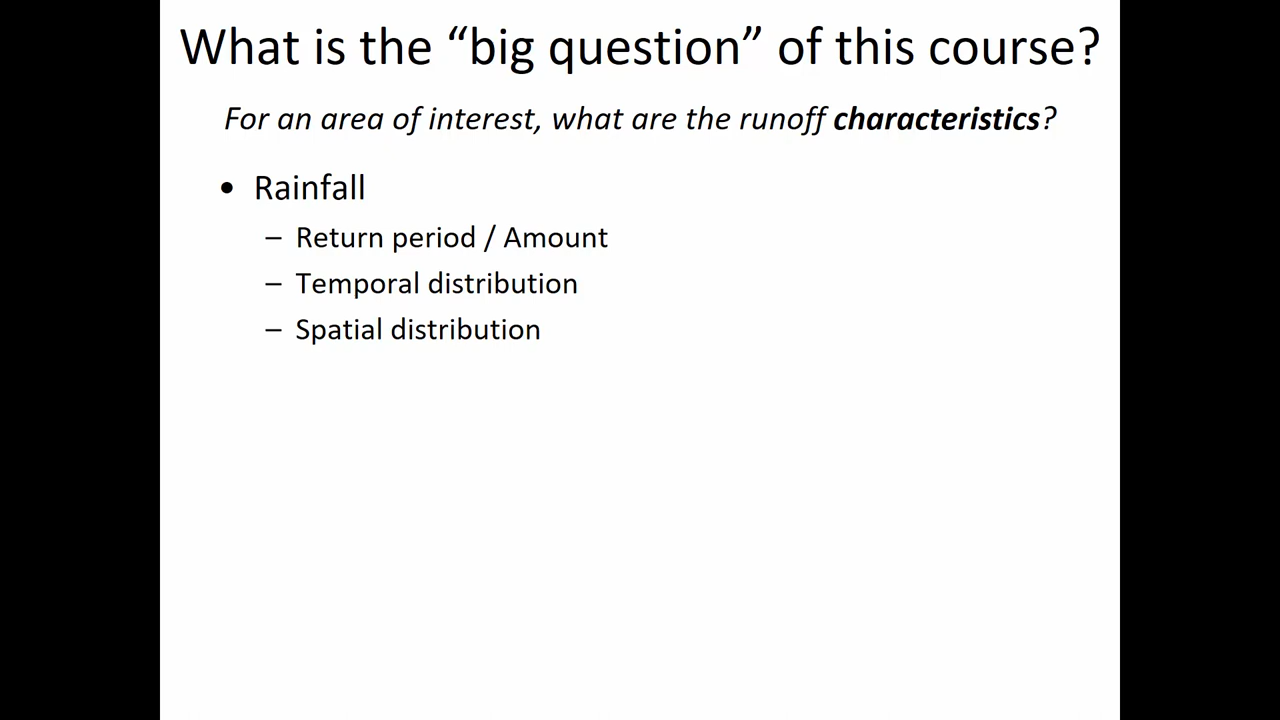 What is the “big question” of this course?
For an area of interest, what are the runoff characteristics?
• Rainfall
– Return period / Amount
– Temporal distribution
– Spatial distribution